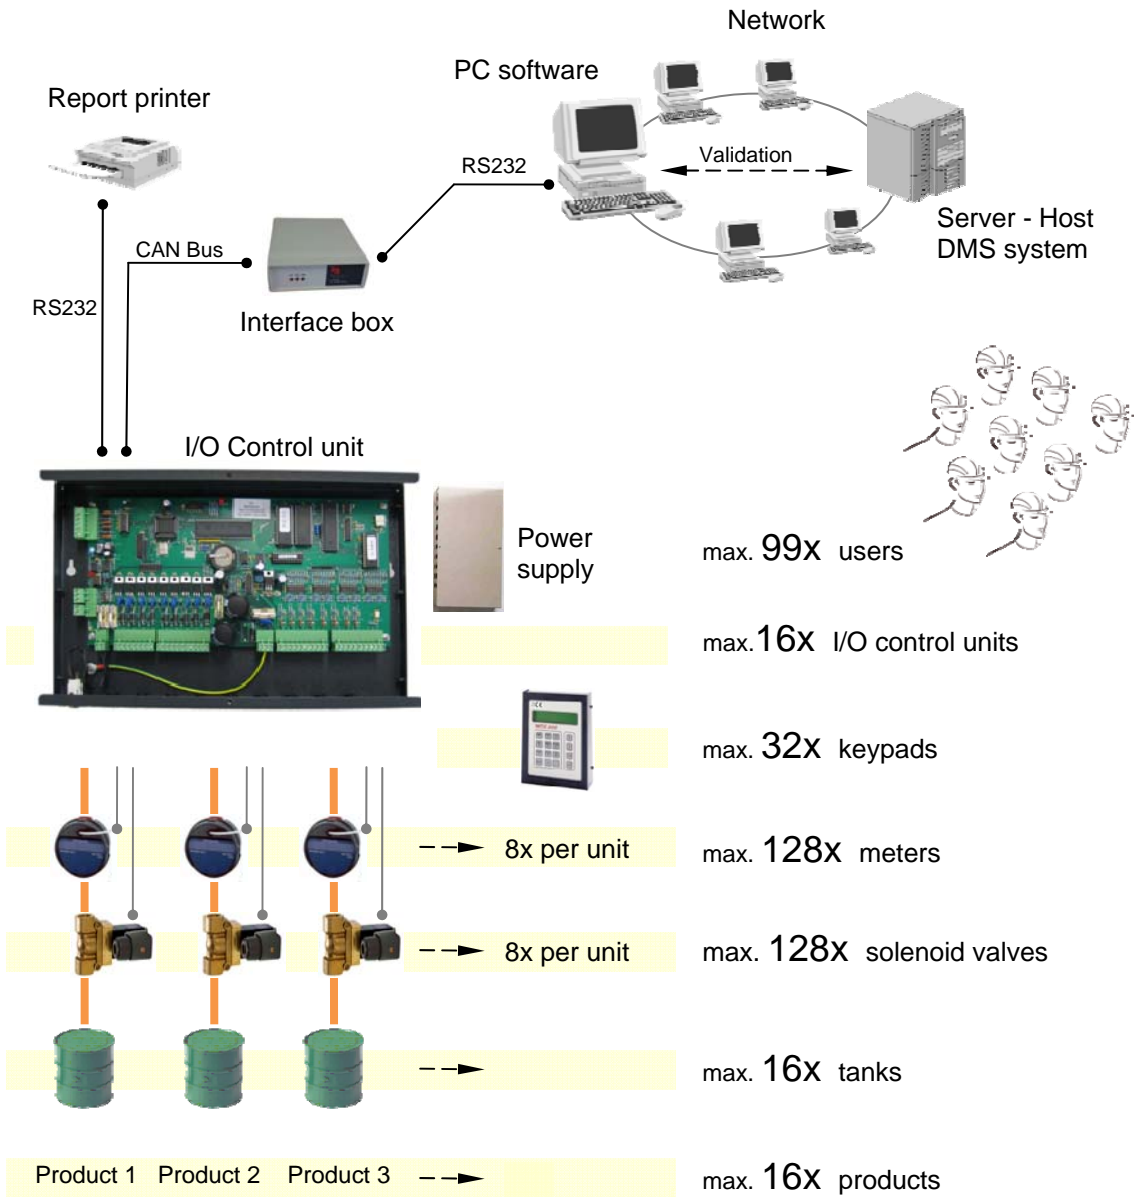 Network
PC software
Report printer
RS232
Validation
CAN Bus
Server - Host
DMS system
RS232
Interface box
I/O Control unit
Power
supply
max. 99x users
max. 16x I/O control units
max. 32x keypads
8x per unit
max. 128x meters
8x per unit
max. 128x solenoid valves
max. 16x tanks
Product 1 Product 2 Product 3
max. 16x products